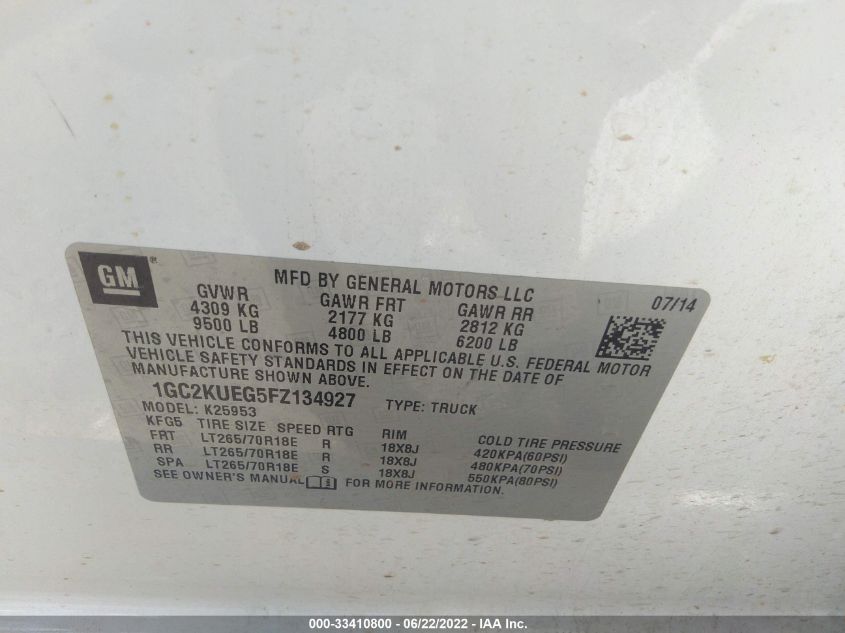 GM®
MFD BY GENERAL MOTORS LLC
07/14
GVWR GAWR FRT GAWR RR
4309 KG 2177 KG 2812 KG
9500 LB 4800 LB 6200 LB
THIS VEHICLE CONFORMS TO ALL APPLICABLE U.S. FEDERAL MOTOR
VEHICLE SAFETY STANDARDS IN EFFECT ON THE DATE OF
MANUFACTURE SHOWN ABOVE.
1GC2KUEG5FZ134927 TYPE: TRUCK
MODEL: K25953
KFG5 TIRE SIZE SPEED RTG RIM COLD TIRE PRESSURE
FRT LT265/70R18E R 18X8J 420KPA(60PSI)
RR LT265/70R18E R 18X8J 480KPA(70PSI)
SPA LT265/70R18E S 18X8J 550KPA(80PSI)
SEE OWNER'S MANUAL FOR MORE INFORMATION.
000-33410800 - 06/22/2022 - IAA Inc.